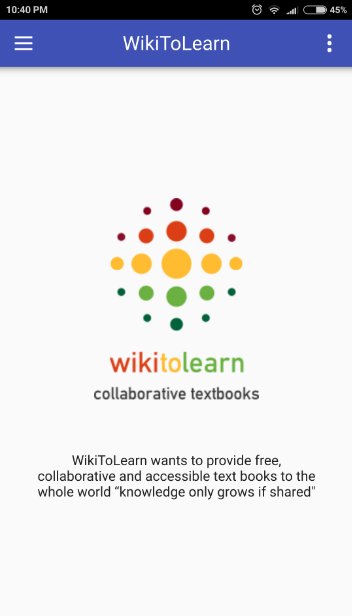 10:40 PM
45%
WikiToLearn
wikitolearn
collaborative textbooks
WikiToLearn wants to provide free,
collaborative and accessible text books to the
whole world “knowledge only grows if shared"